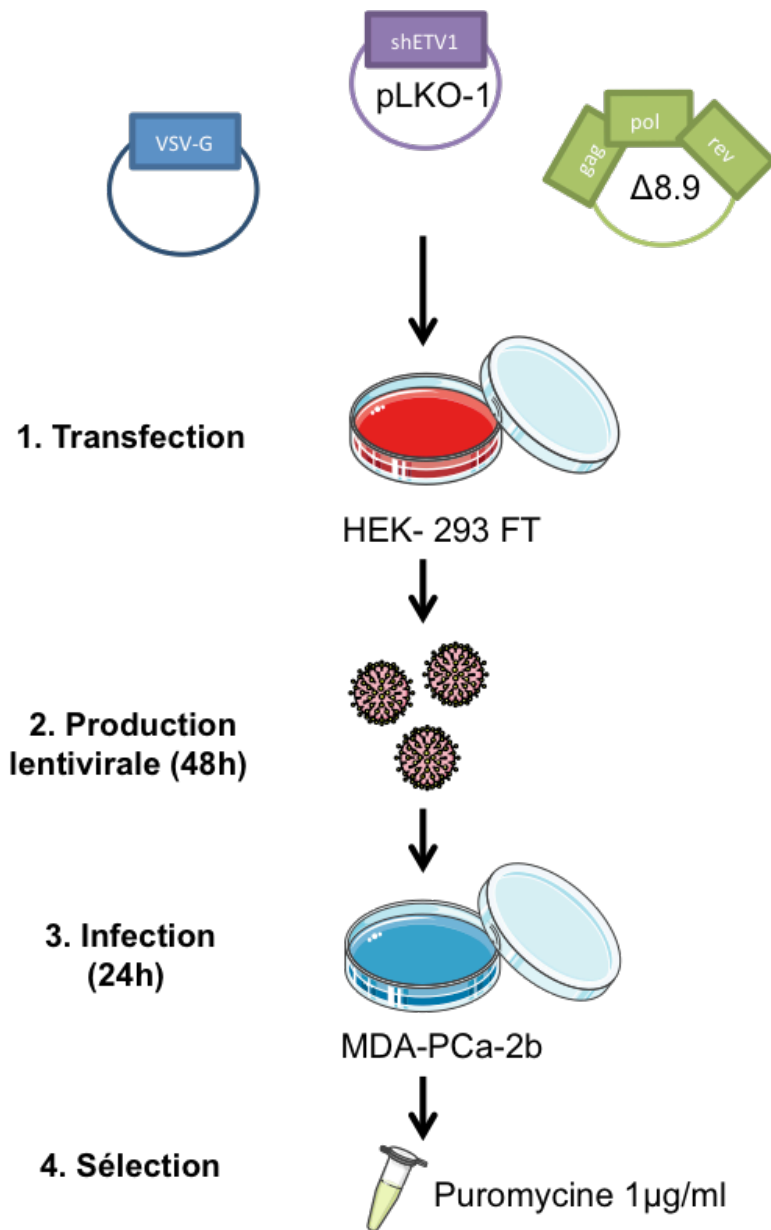 shETV1
pLKO-1
VSV-G
gag
pol
rev
Δ8.9
1. Transfection
HEK- 293 FT
2. Production
lentivirale (48h)
3. Infection
(24h)
MDA-PCa-2b
4. Sélection
Puromycine 1µg/ml